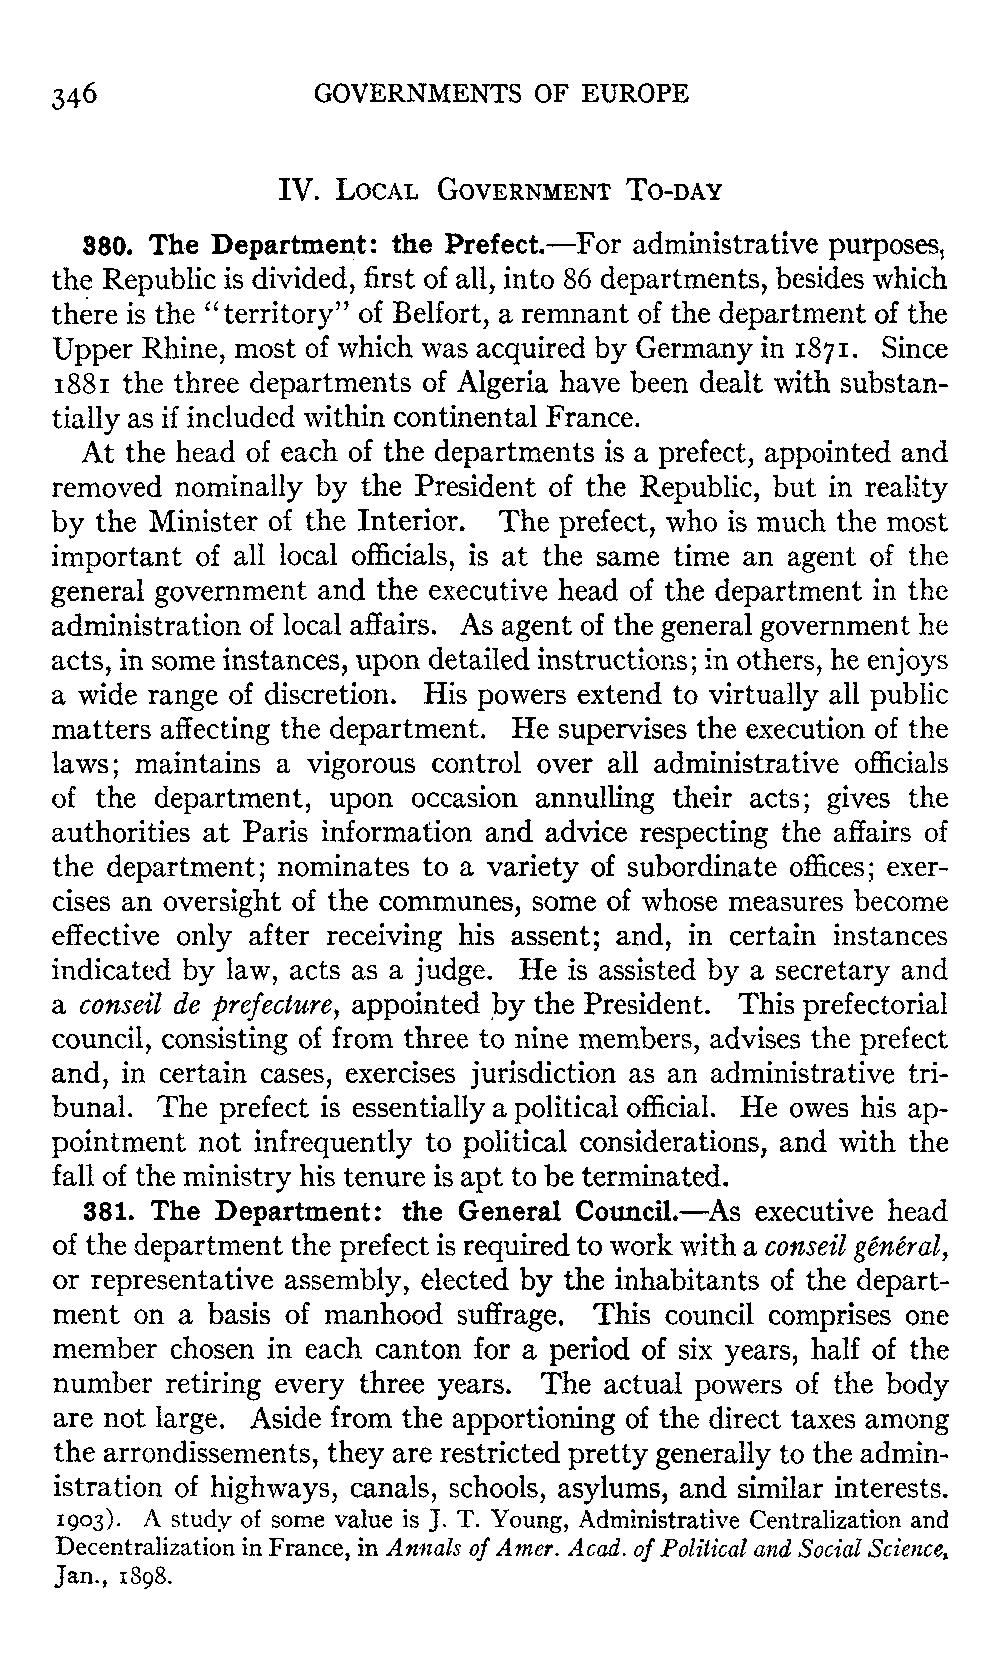 346 GOVERNMENTS OF EUROPE
IV. LOCAL GOVERNMENT TO-DAY
380. The Department: the Prefect.—For administrative purposes,
the Republic is divided, first of all, into 86 departments, besides which
there is the "territory" of Belfort, a remnant of the department of the
Upper Rhine, most of which was acquired by Germany in 1871. Since
1881 the three departments of Algeria have been dealt with substan-
tially as if included within continental France.
At the head of each of the departments is a prefect, appointed and
removed nominally by the President of the Republic, but in reality
by the Minister of the Interior. The prefect, who is much the most
important of all local officials, is at the same time an agent of the
general government and the executive head of the department in the
administration of local affairs. As agent of the general government he
acts, in some instances, upon detailed instructions; in others, he enjoys
a wide range of discretion. His powers extend to virtually all public
matters affecting the department. He supervises the execution of the
laws; maintains a vigorous control over all administrative officials
of the department, upon occasion annulling their acts; gives the
authorities at Paris information and advice respecting the affairs of
the department; nominates to a variety of subordinate offices; exer-
cises an oversight of the communes, some of whose measures become
effective only after receiving his assent; and, in certain instances
indicated by law, acts as a judge. He is assisted by a secretary and
a conseil de prefecture, appointed by the President. This prefectorial
council, consisting of from three to nine members, advises the prefect
and, in certain cases, exercises jurisdiction as an administrative tri-
bunal. The prefect is essentially a political official. He owes his ap-
pointment not infrequently to political considerations, and with the
fall of the ministry his tenure is apt to be terminated.
381. The Department: the General Council.—As executive head
of the department the prefect is required to work with a conseil général,
or representative assembly, elected by the inhabitants of the depart-
ment on a basis of manhood suffrage. This council comprises one
member chosen in each canton for a period of six years, half of the
number retiring every three years. The actual powers of the body
are not large. Aside from the apportioning of the direct taxes among
the arrondissements, they are restricted pretty generally to the admin-
istration of highways, canals, schools, asylums, and similar interests.
1903). A study of some value is J. T. Young, Administrative Centralization and
Decentralization in France, in Annals of Amer. Acad. of Political and Social Science,
Jan., 1898.